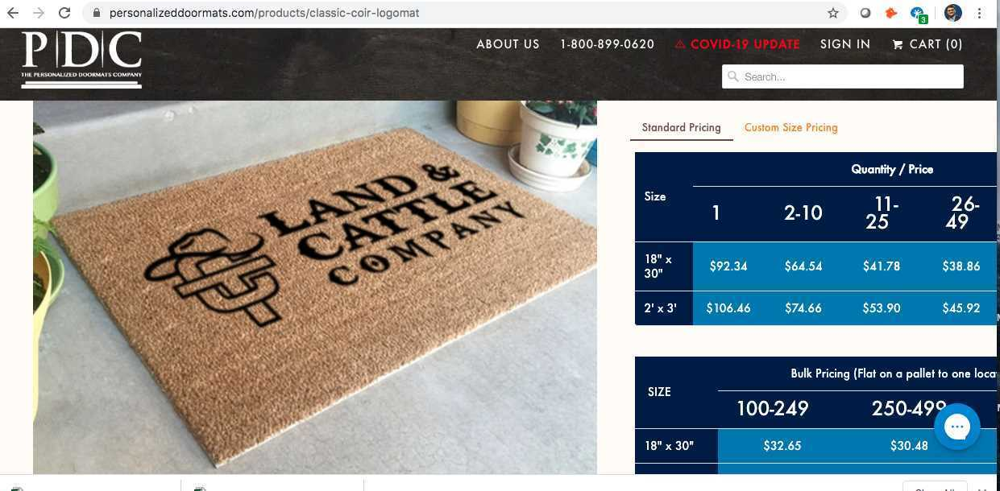 personalizeddoormats.com/products/classic-coir-logomat
3
PDC
THE PERSONALIZED DOORMATS COMPANY
ABOUT US 1-800-899-0620 COVID-19 UPDATE SIGN IN CART (0)
Search...
LAND &
CATTLE
COMPANY
Standard Pricing Custom Size Pricing
Quantity / Price
Size
1 2-10 11-25 26-49
18" x 30" $92.34 $64.54 $41.78 $38.86
2' x 3' $106.46 $74.66 $53.90 $45.92
Bulk Pricing (Flat on a pallet to one loca
SIZE
100-249 250-499
18" x 30" $32.65 $30.48